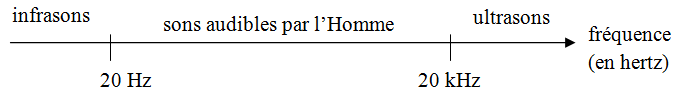 infrasons
sons audibles par l'Homme
ultrasons
fréquence
(en hertz)
20 Hz
20 kHz